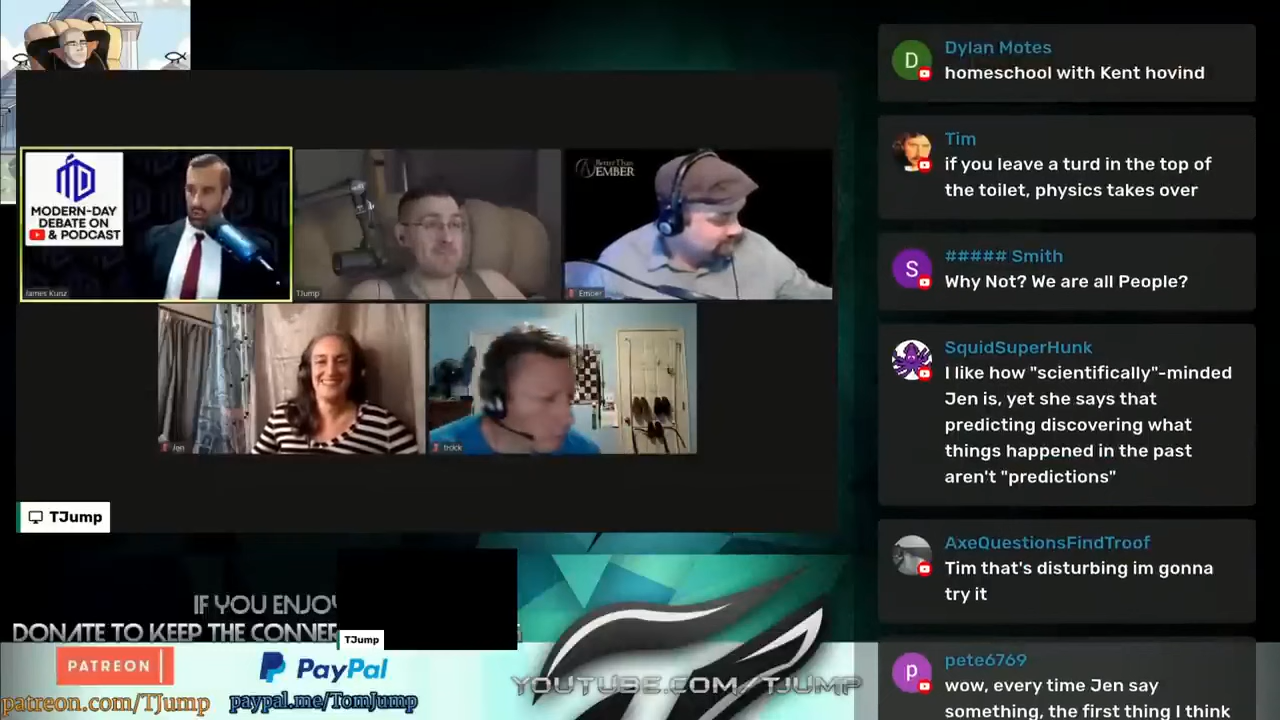 MODERN-DAY
DEBATE ON
& PODCAST
James Kunz
TJump
Better Than
EMBER
Ember
Jen
TJump
IF YOU ENJOY
DONATE TO KEEP THE CONVER
TJump
PATREON
PayPal
patreon.com/TJump
paypal.me/TomJump
YOUTUBE.COM/TJUMP
Dylan Motes
homeschool with Kent hovind
Tim
if you leave a turd in the top of
the toilet, physics takes over
##### Smith
Why Not? We are all People?
SquidSuperHunk
I like how "scientifically"-minded
Jen is, yet she says that
predicting discovering what
things happened in the past
aren't "predictions"
AxeQuestionsFindTroof
Tim that's disturbing im gonna
try it
pete6769
wow, every time Jen say
something, the first thing I think